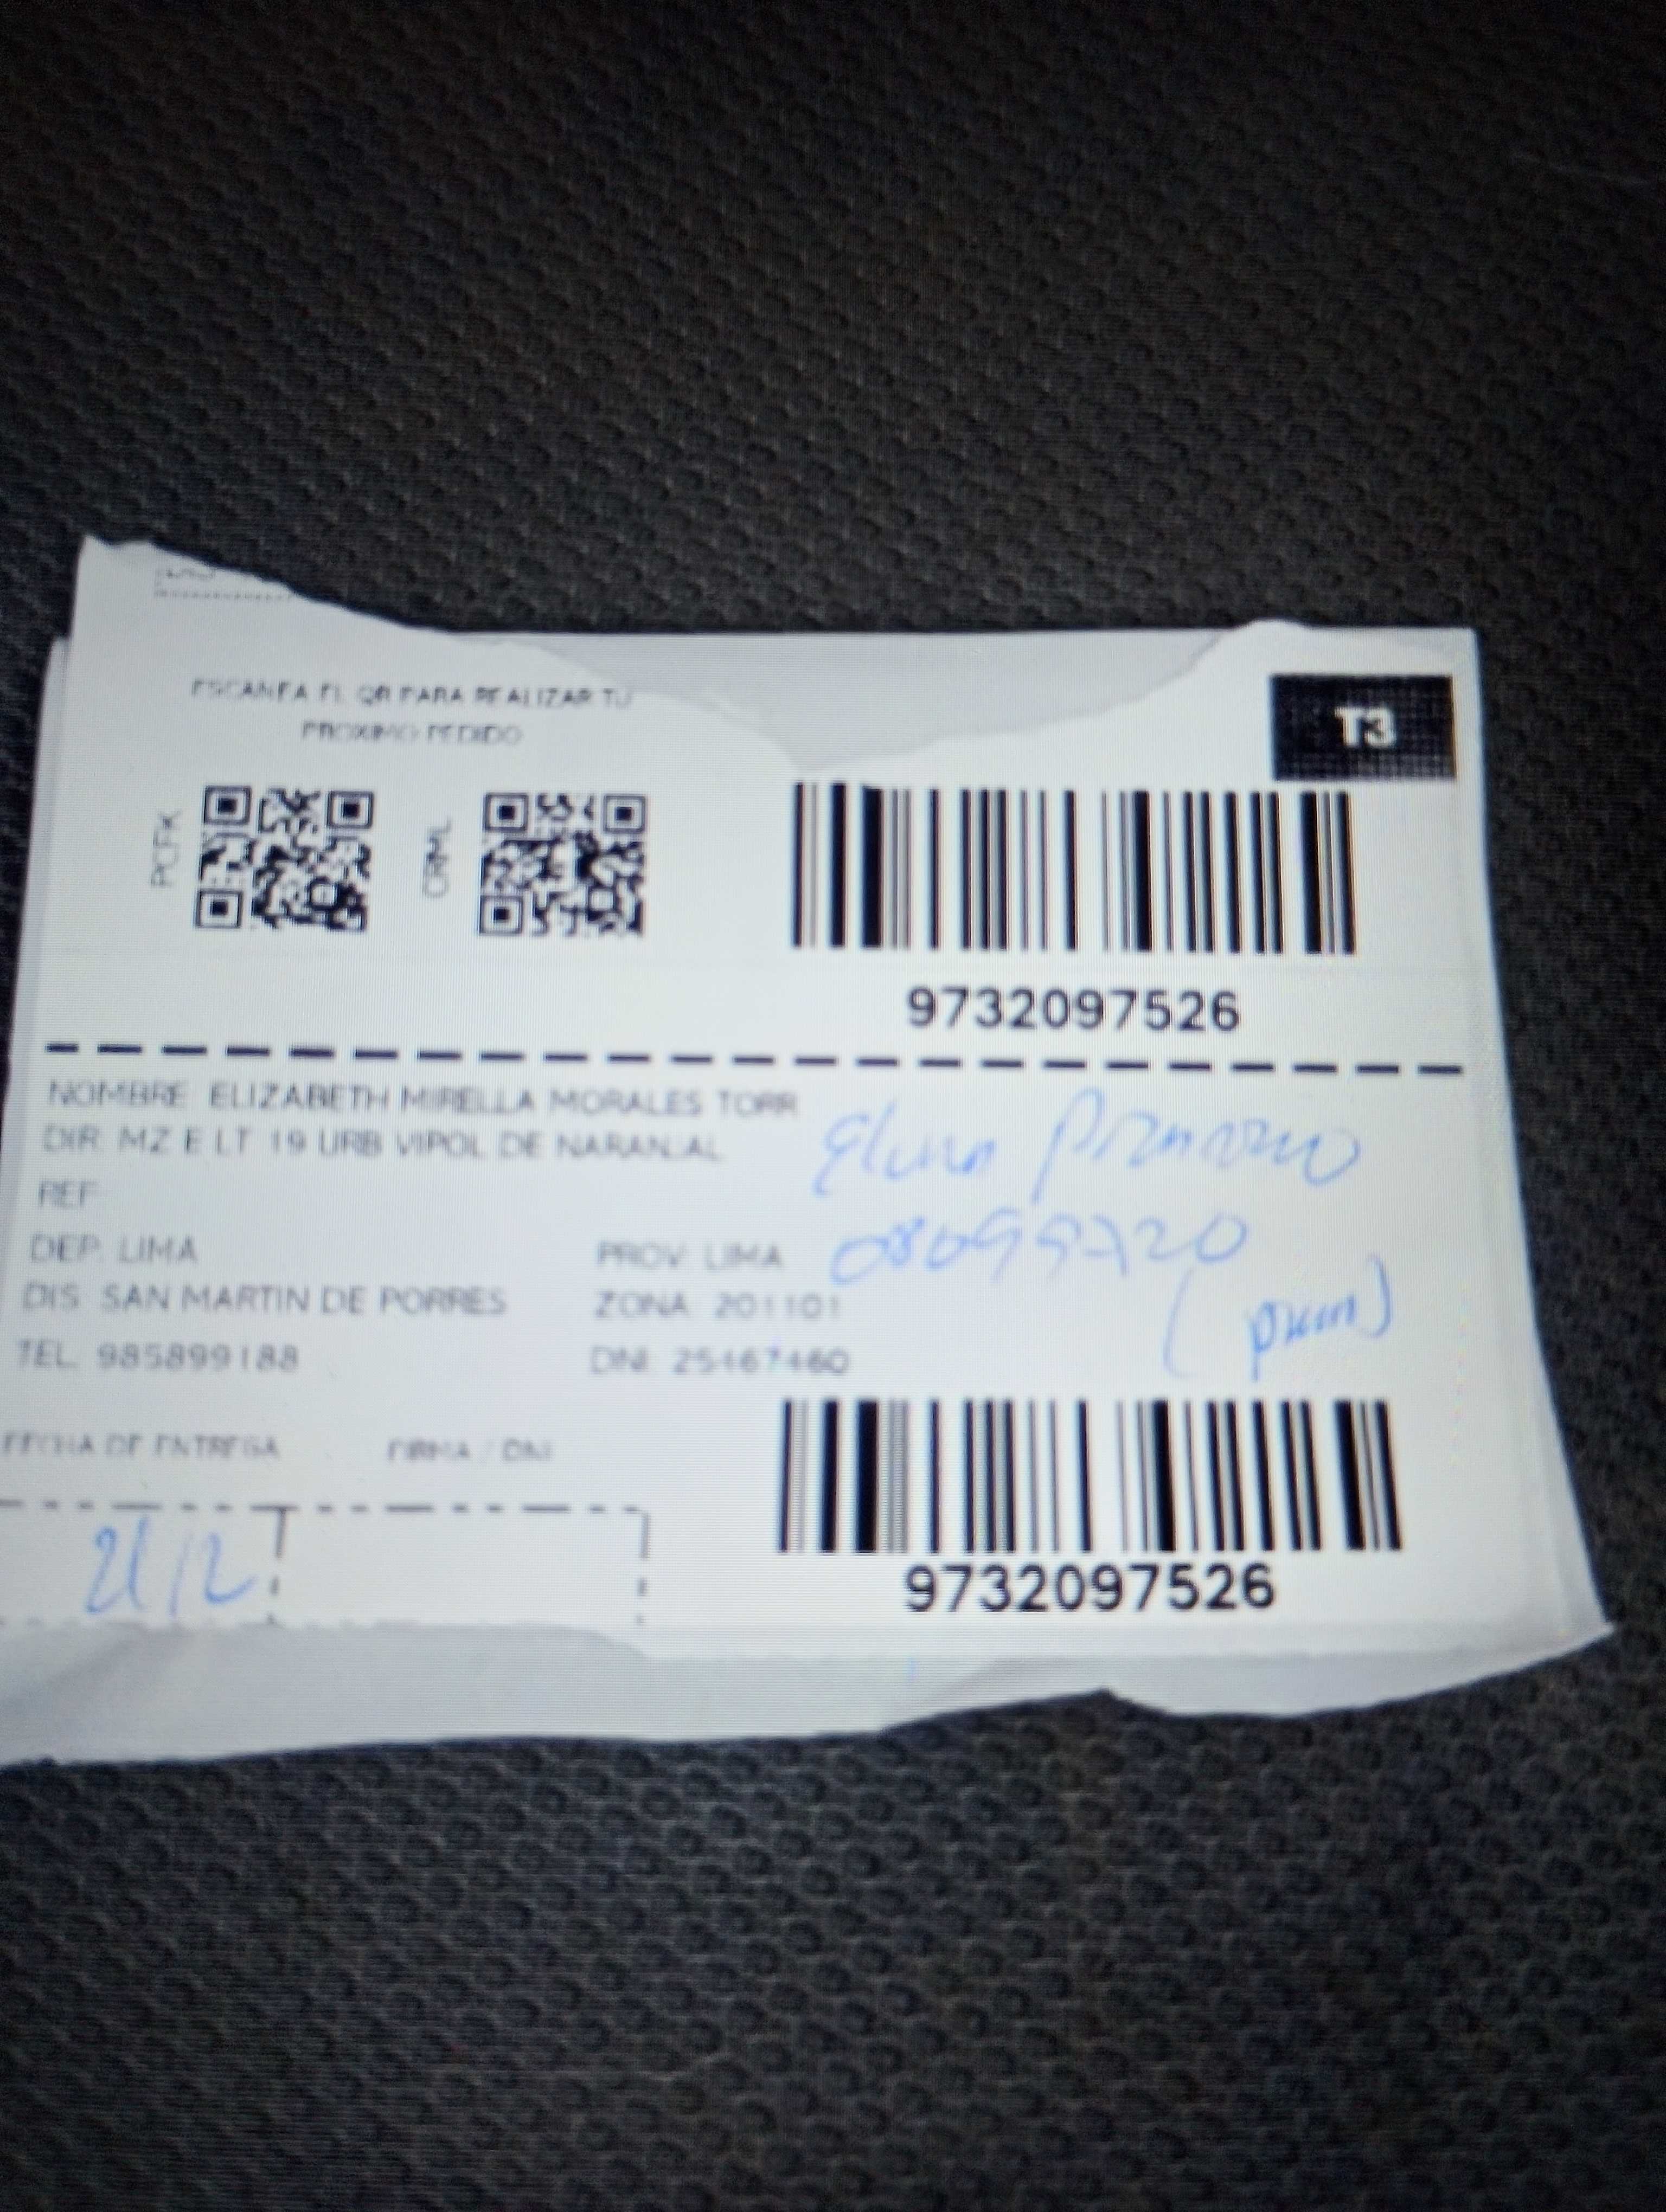 ESCANEA EL QR PARA REALIZAR TU
PROXIMO PEDIDO
T3
9732097526
NOMBRE ELIZABETH MIRELLA MORALES TORR
DIR: MZ E LT 19 URB VIPOL DE NARANJAL
REF
DEP: LIMA PROV: LIMA
DIS: SAN MARTIN DE PORRES ZONA: 201101
TEL: 985899188 DNI: 25467460
FECHA DE ENTREGA FIRMA / DNI
21/12
9732097526